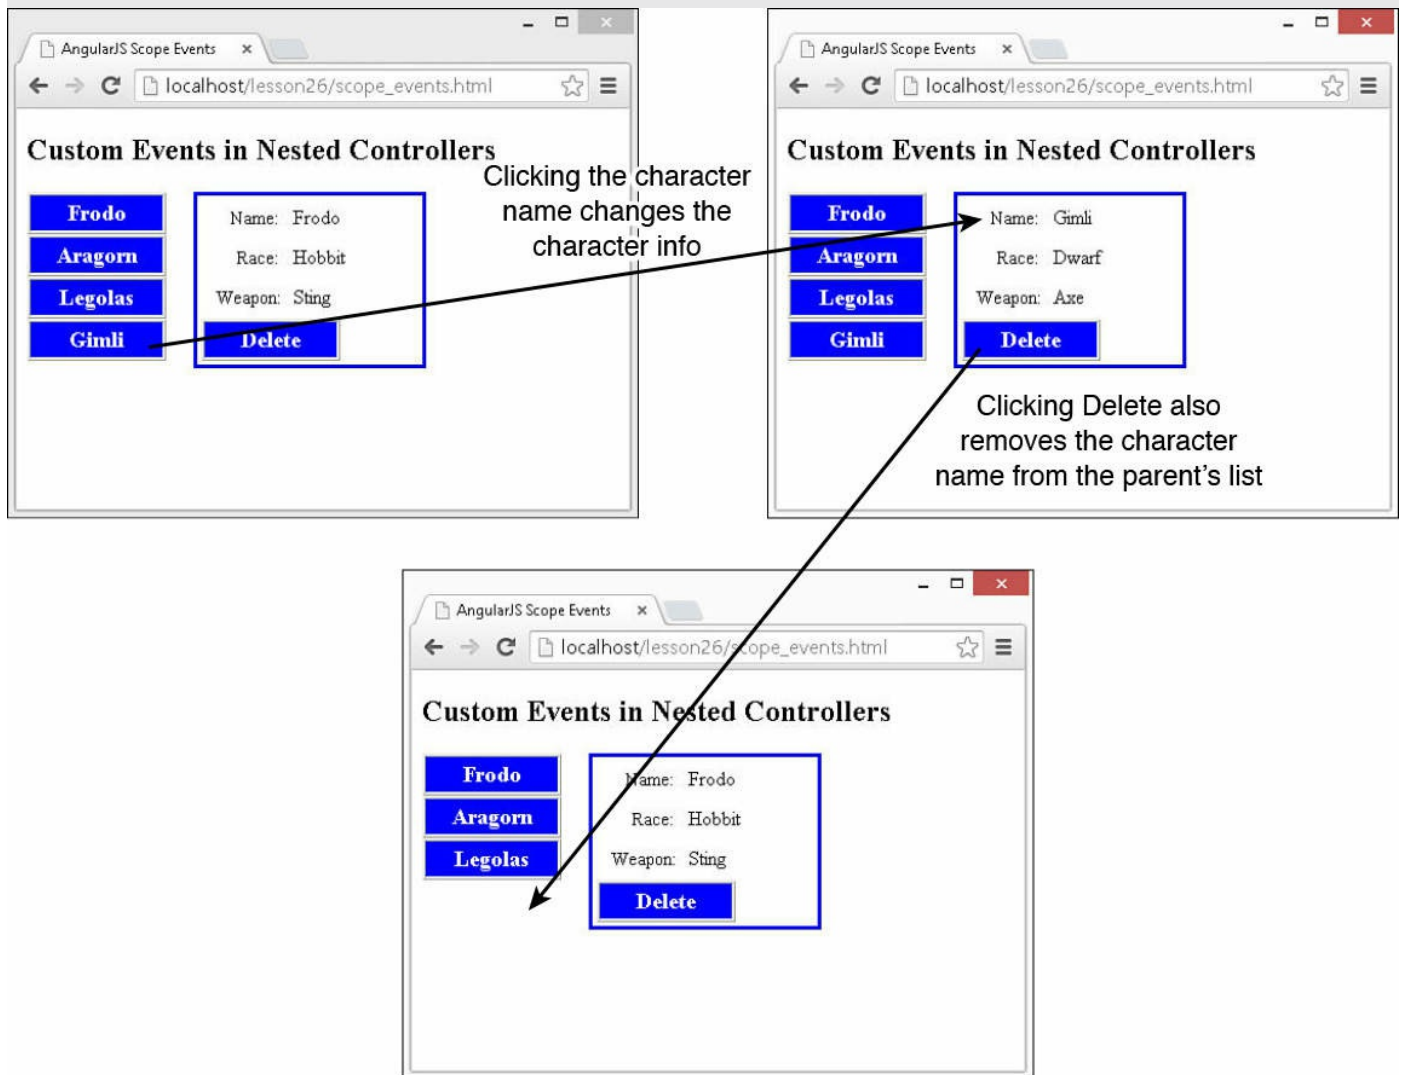 AngularJS Scope Events
localhost/lesson26/scope_events.html
Custom Events in Nested Controllers
Frodo
Aragorn
Legolas
Gimli
Name: Frodo
Race: Hobbit
Weapon: Sting
Delete
Clicking the character
name changes the
character info
AngularJS Scope Events
localhost/lesson26/scope_events.html
Custom Events in Nested Controllers
Frodo
Aragorn
Legolas
Gimli
Name: Gimli
Race: Dwarf
Weapon: Axe
Delete
Clicking Delete also
removes the character
name from the parent’s list
AngularJS Scope Events
localhost/lesson26/scope_events.html
Custom Events in Nested Controllers
Frodo
Aragorn
Legolas
Name: Frodo
Race: Hobbit
Weapon: Sting
Delete